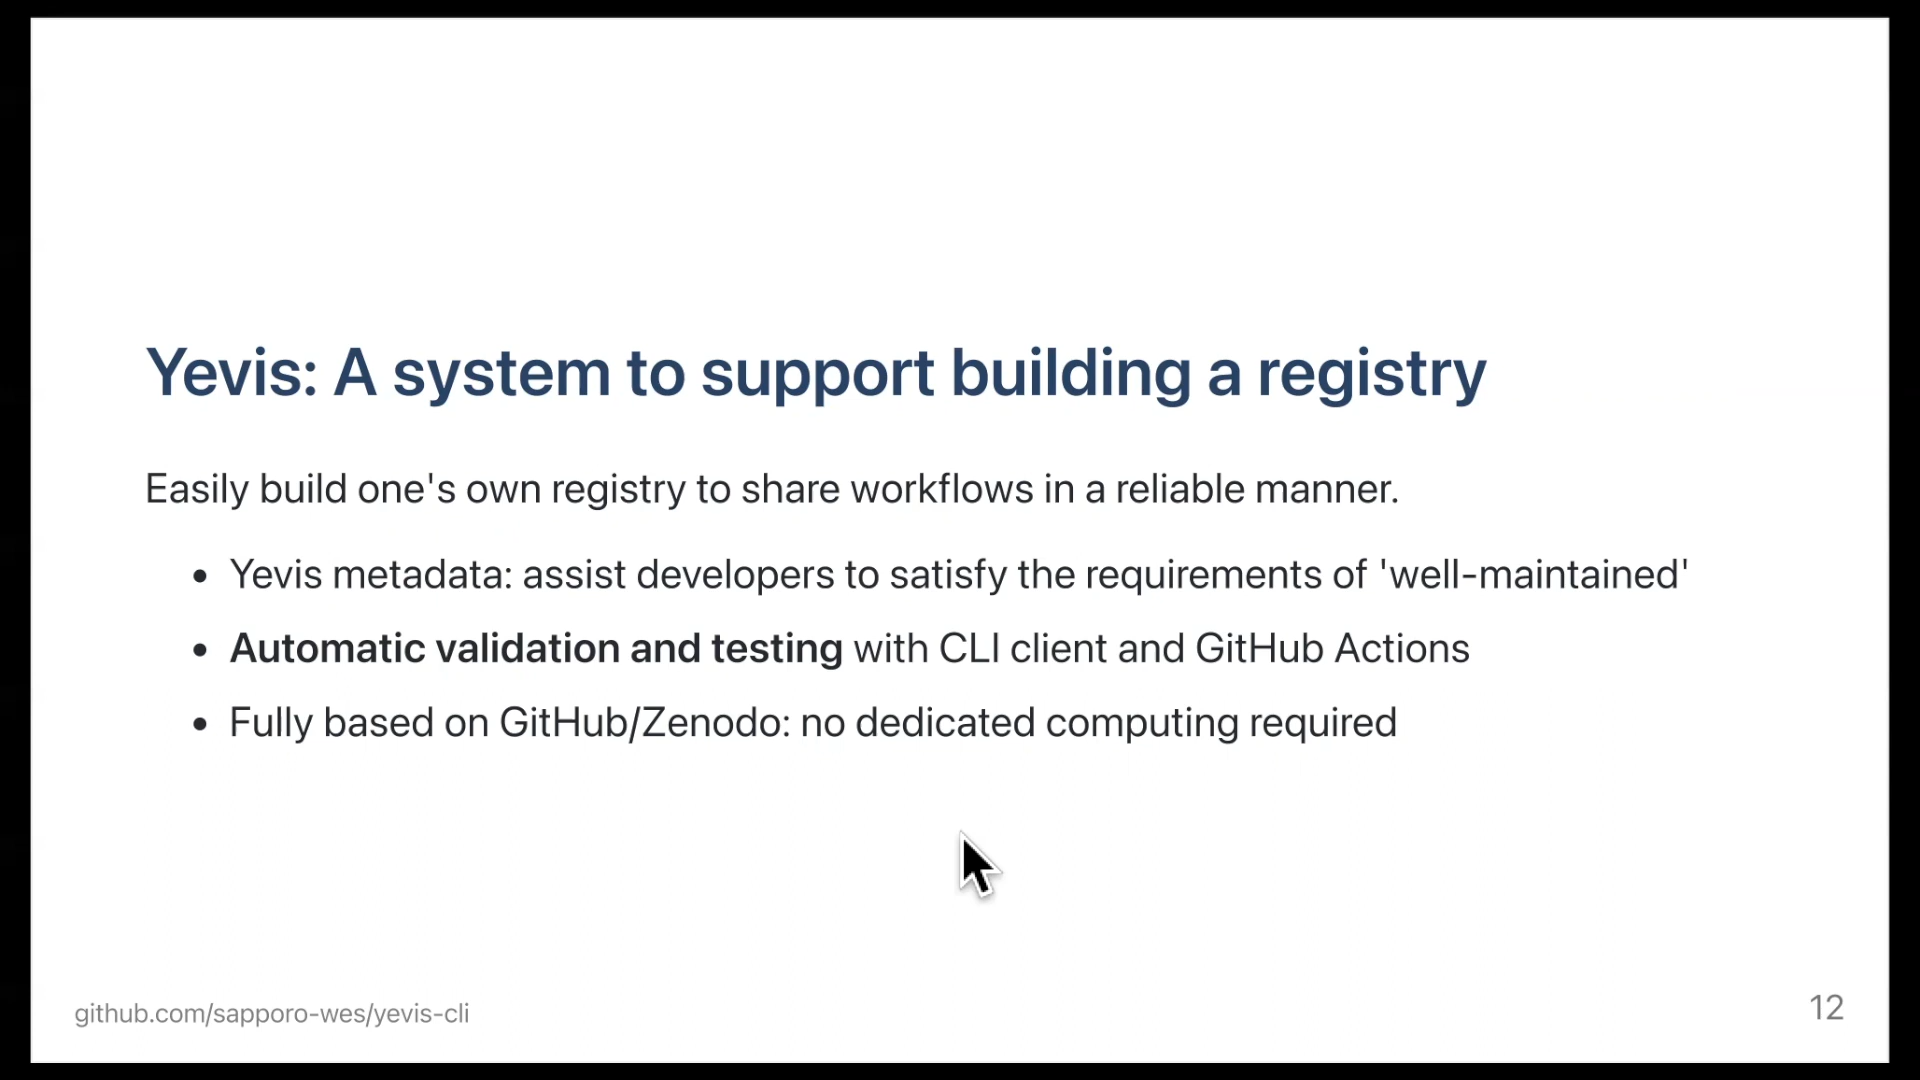 Yevis: A system to support building a registry
Easily build one's own registry to share workflows in a reliable manner.
• Yevis metadata: assist developers to satisfy the requirements of 'well-maintained'
• Automatic validation and testing with CLI client and GitHub Actions
• Fully based on GitHub/Zenodo: no dedicated computing required
github.com/sapporo-wes/yevis-cli
12